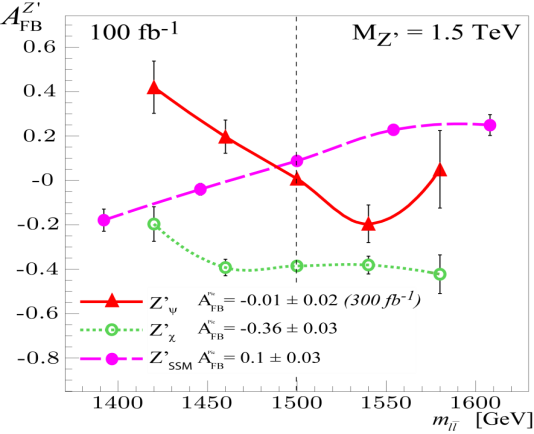 A_FB^Z'
100 fb⁻¹
M_Z' = 1.5 TeV
0.6
0.4
0.2
-0
-0.2
-0.4
-0.6
-0.8
Z'_ψ A_FB = -0.01 ± 0.02 (300 fb⁻¹)
Z'_χ A_FB = -0.36 ± 0.03
Z'_SSM A_FB = 0.1 ± 0.03
1400 1450 1500 1550 1600
m_ll̄ [GeV]